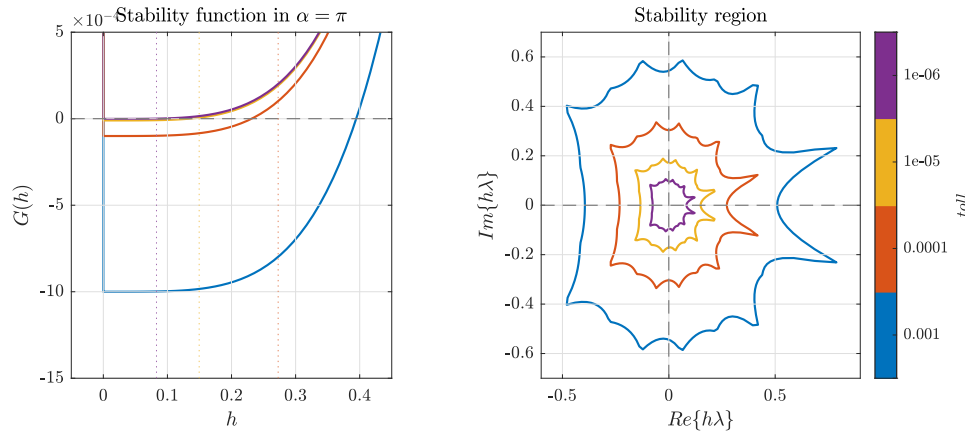 Stability function in α = π
×10⁻⁴
5
0
-5
-10
-15
0
0.1
0.2
0.3
0.4
h
G(h)
Stability region
0.6
0.4
0.2
0
-0.2
-0.4
-0.6
-0.5
0
0.5
Re{hλ}
Im{hλ}
1e-06
1e-05
0.0001
0.001
toll